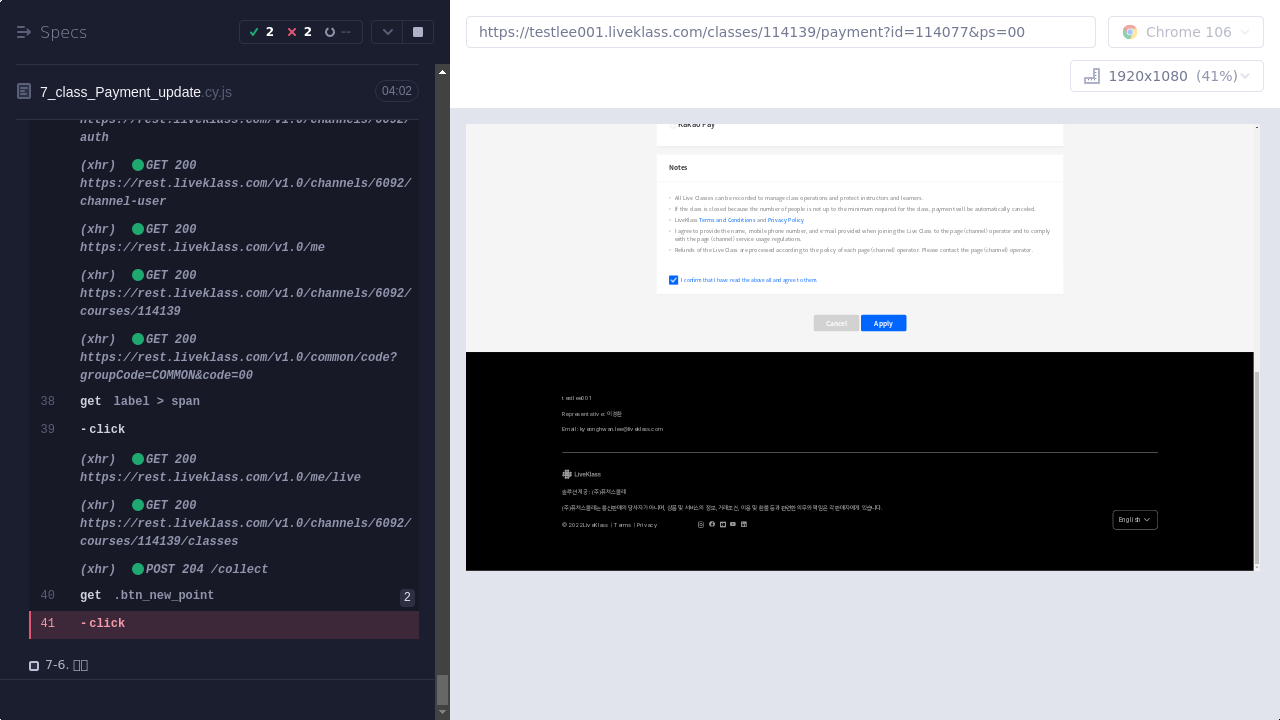 Specs
2
2
--
7_class_Payment_update.cy.js
04:02
https://rest.liveklass.com/v1.0/channels/6092/
auth
(xhr) GET 200
https://rest.liveklass.com/v1.0/channels/6092/
channel-user
(xhr) GET 200
https://rest.liveklass.com/v1.0/me
(xhr) GET 200
https://rest.liveklass.com/v1.0/channels/6092/
courses/114139
(xhr) GET 200
https://rest.liveklass.com/v1.0/common/code?
groupCode=COMMON&code=00
38 get label > span
39 -click
(xhr) GET 200
https://rest.liveklass.com/v1.0/me/live
(xhr) GET 200
https://rest.liveklass.com/v1.0/channels/6092/
courses/114139/classes
(xhr) POST 204 /collect
40 get .btn_new_point 2
41 -click
7-6.
https://testlee001.liveklass.com/classes/114139/payment?id=114077&ps=00
Chrome 106
1920x1080 (41%)
Kakao Pay
Notes
All Live Classes can be recorded to manage class operations and protect instructors and learners.
If the class is closed because the number of people is not up to the minimum required for the class, payment will be automatically canceled.
LiveKlass Terms and Conditions and Privacy Policy
I agree to provide the name, mobile phone number, and e-mail provided when joining the Live Class to the page (channel) operator and to comply
with the page (channel) service usage regulations.
Refunds of the Live Class are processed according to the policy of each page (channel) operator. Please contact the page (channel) operator.
I confirm that I have read the above all and agree to them
Cancel
Apply
testlee001
Representative: 이경환
Email: kyeonghwan.lee@liveklass.com
LiveKlass
솔루션 제공 : (주)퓨쳐스콜레
(주)퓨쳐스콜레는 통신판매의 당사자가 아니며, 상품 및 서비스의 정보, 거래조건, 이용 및 환불 등과 관련한 의무와 책임은 각 판매자에게 있습니다.
© 2022LiveKlass | Terms | Privacy
English